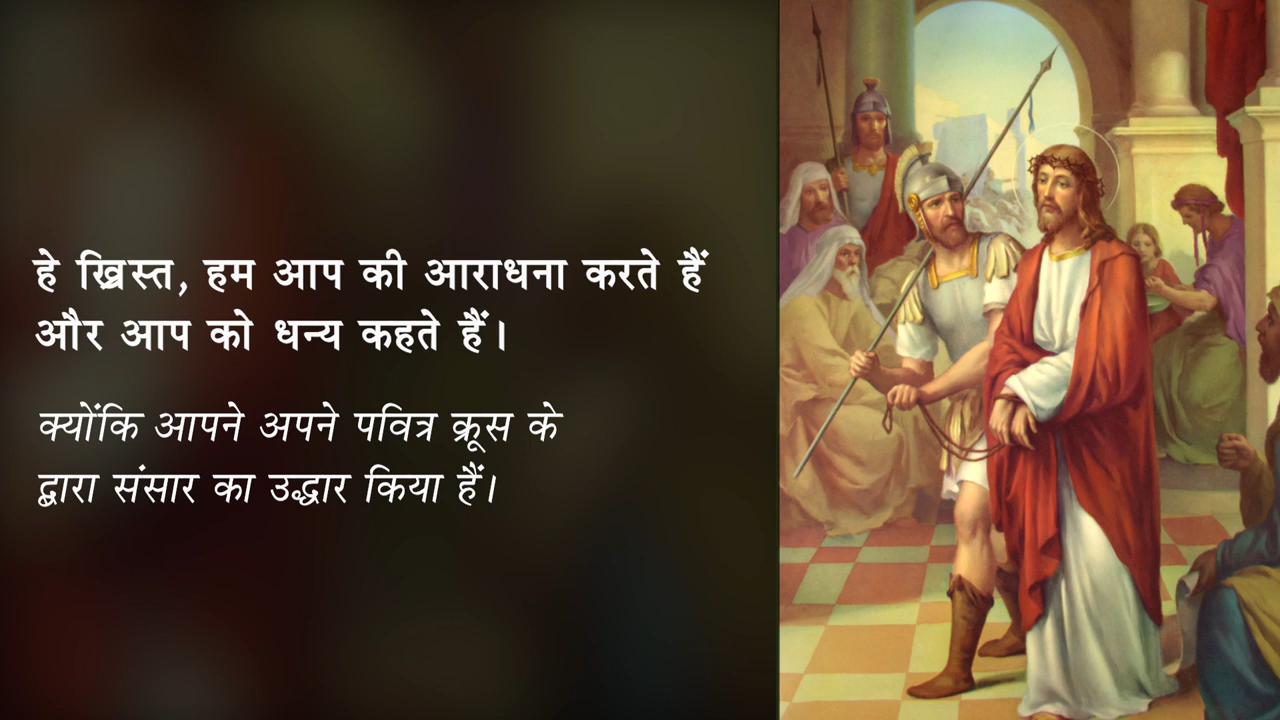 हे ख्रिस्त, हम आप की आराधना करते हैं
और आप को धन्य कहते हैं।
क्योंकि आपने अपने पवित्र क्रूस के
द्वारा संसार का उद्धार किया हैं।